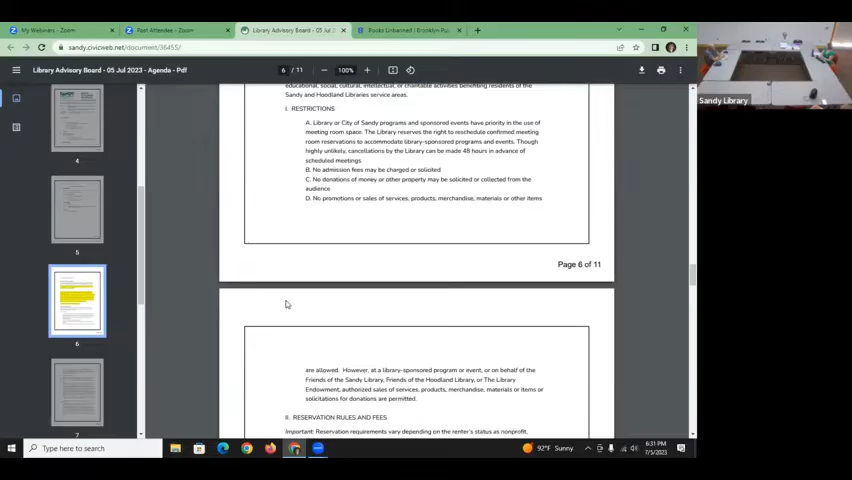 My Webinars - Zoom
Post Attendee - Zoom
Library Advisory Board - 05 Jul 2
Books Unbanned | Brooklyn Pub
sandy.civicweb.net/document/36455/
Library Advisory Board - 05 Jul 2023 - Agenda - Pdf
6 / 11
100%
4
5
6
7
educational, social, cultural, intellectual, or charitable activities benefiting residents of the
Sandy and Hoodland Libraries service areas.
I. RESTRICTIONS
A. Library or City of Sandy programs and sponsored events have priority in the use of
meeting room space. The Library reserves the right to reschedule confirmed meeting
room reservations to accommodate library-sponsored programs and events. Though
highly unlikely, cancellations by the Library can be made 48 hours in advance of
scheduled meetings.
B. No admission fees may be charged or solicited
C. No donations of money or other property may be solicited or collected from the
audience
D. No promotions or sales of services, products, merchandise, materials or other items
Page 6 of 11
are allowed. However, at a library-sponsored program or event, or on behalf of the
Friends of the Sandy Library, Friends of the Hoodland Library, or The Library
Endowment, authorized sales of services, products, merchandise, materials or items or
solicitations for donations are permitted.
II. RESERVATION RULES AND FEES
Important: Reservation requirements vary depending on the renter's status as nonprofit,
Sandy Library
Type here to search
92°F Sunny
6:31 PM
7/5/2023